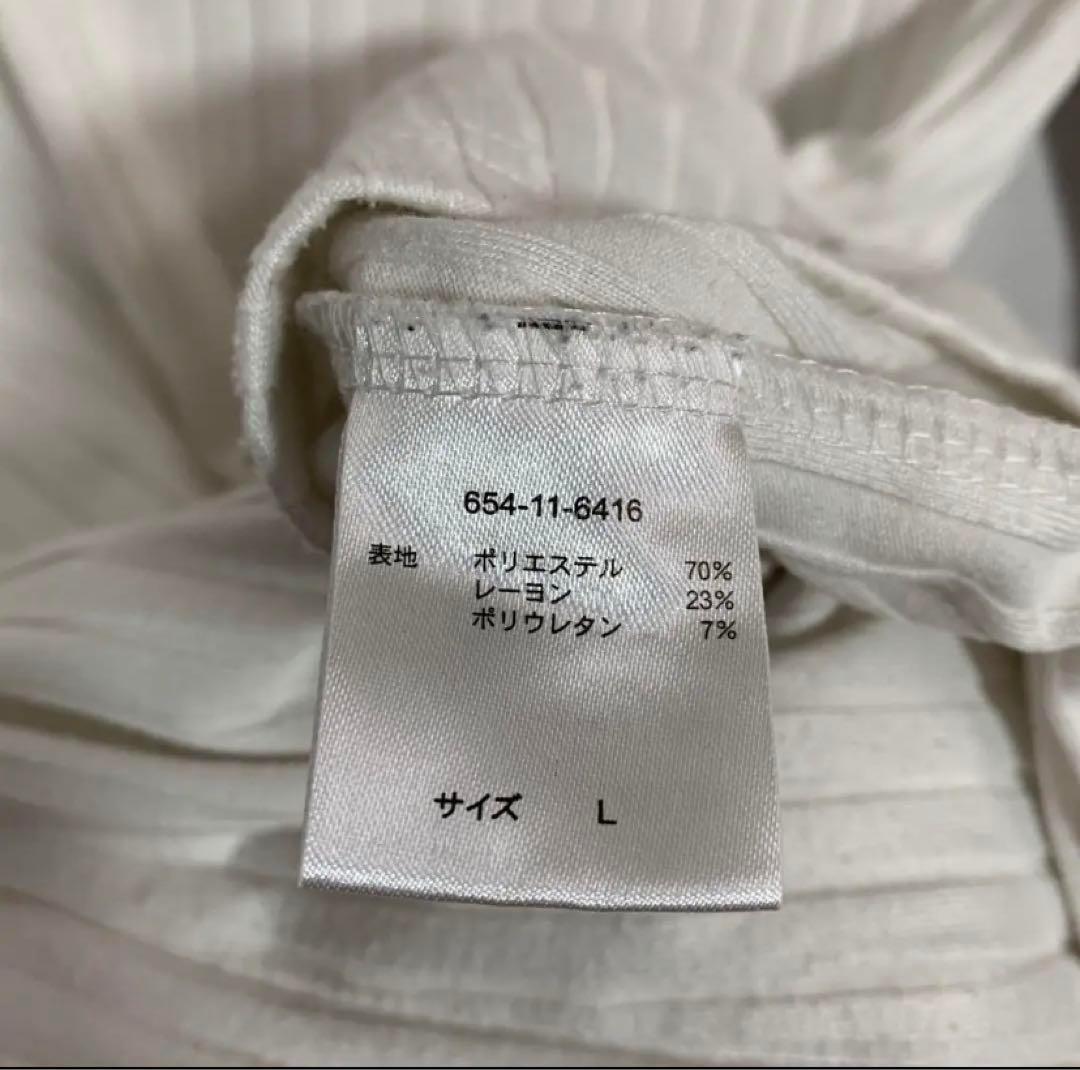 654-11-6416
表地 ポリエステル 70%
レーヨン 23%
ポリウレタン 7%
サイズ L